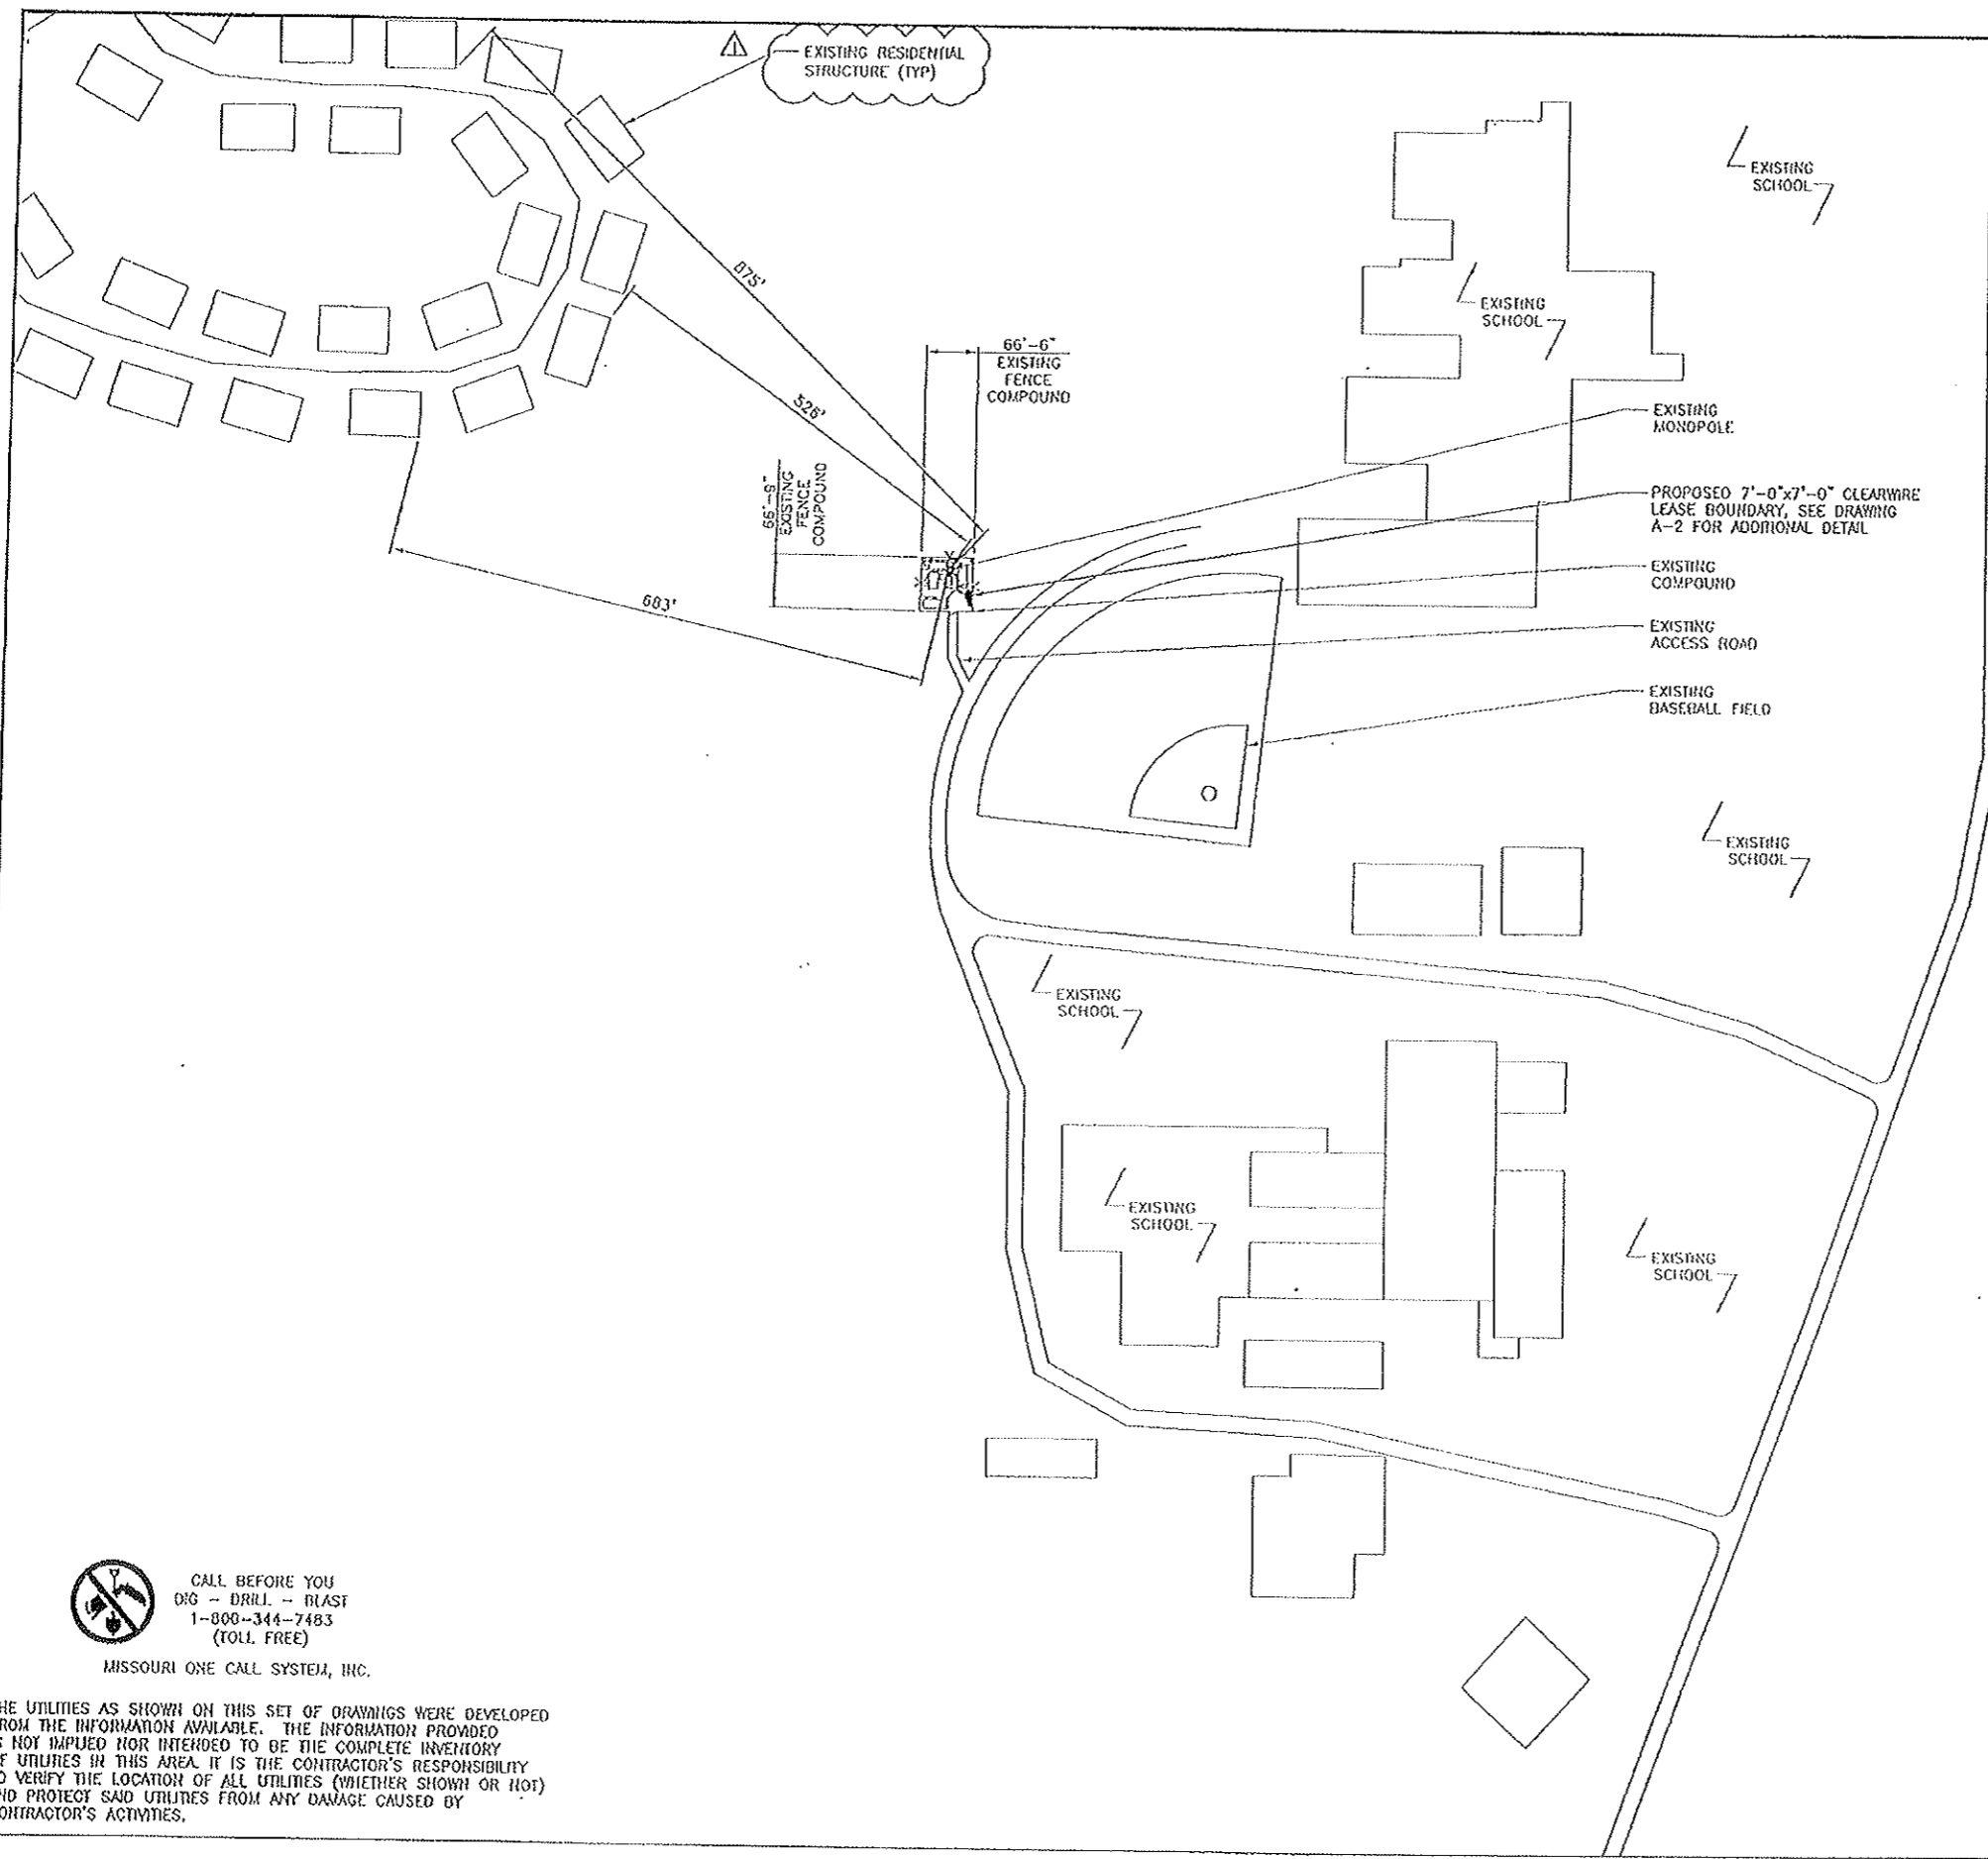 EXISTING RESIDENTIAL
STRUCTURE (TYP)
1
EXISTING
SCHOOL
875'
EXISTING
SCHOOL
66'-6"
EXISTING
FENCE
COMPOUND
526'
EXISTING
MONOPOLE
EXISTING
FENCE
COMPOUND
PROPOSED 7'-0"x7'-0" CLEARWIRE
LEASE BOUNDARY, SEE DRAWING
A-2 FOR ADDITIONAL DETAIL
EXISTING
COMPOUND
683'
EXISTING
ACCESS ROAD
EXISTING
BASEBALL FIELD
EXISTING
SCHOOL
EXISTING
SCHOOL
EXISTING
SCHOOL
EXISTING
SCHOOL
CALL BEFORE YOU
DIG - DRILL - BLAST
1-800-344-7483
(TOLL FREE)
MISSOURI ONE CALL SYSTEM, INC.
HE UTILITIES AS SHOWN ON THIS SET OF DRAWINGS WERE DEVELOPED
ROM THE INFORMATION AVAILABLE. THE INFORMATION PROVIDED
S NOT IMPLIED NOR INTENDED TO BE THE COMPLETE INVENTORY
F UTILITIES IN THIS AREA. IT IS THE CONTRACTOR'S RESPONSIBILITY
O VERIFY THE LOCATION OF ALL UTILITIES (WHETHER SHOWN OR NOT)
ND PROTECT SAID UTILITIES FROM ANY DAMAGE CAUSED BY
ONTRACTOR'S ACTIVITIES.